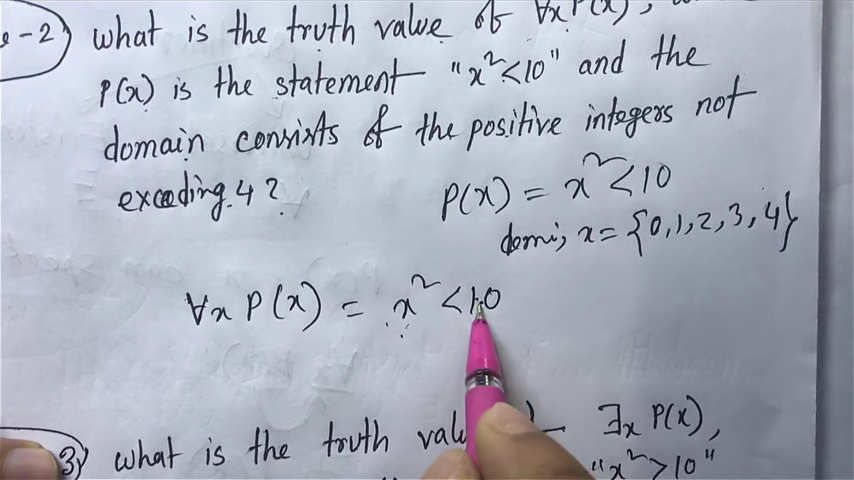 -2) what is the truth value of ∀x P(x),
P(x) is the statement "x²<10" and the
domain consists of the positive integers not
exceeding 4?
P(x) = x²<10
domi, x = {0,1,2,3,4}
∀x P(x) = x² <10
3) what is the truth ∃x P(x),
"x²>10"